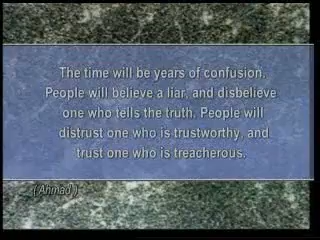 The time will be years of confusion.
People will believe a liar, and disbelieve
one who tells the truth. People will
distrust one who is trustworthy, and
trust one who is treacherous.
( Ahmad )